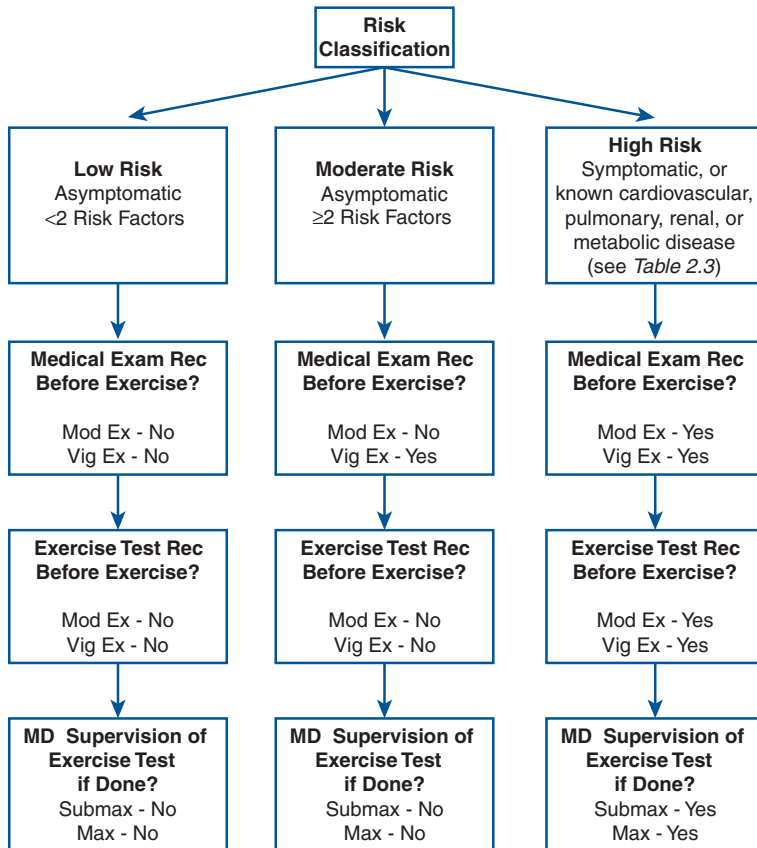 Risk
Classification
Low Risk
Asymptomatic
<2 Risk Factors
Moderate Risk
Asymptomatic
≥2 Risk Factors
High Risk
Symptomatic, or
known cardiovascular,
pulmonary, renal, or
metabolic disease
(see Table 2.3)
Medical Exam Rec
Before Exercise?
Mod Ex - No
Vig Ex - No
Medical Exam Rec
Before Exercise?
Mod Ex - No
Vig Ex - Yes
Medical Exam Rec
Before Exercise?
Mod Ex - Yes
Vig Ex - Yes
Exercise Test Rec
Before Exercise?
Mod Ex - No
Vig Ex - No
Exercise Test Rec
Before Exercise?
Mod Ex - No
Vig Ex - No
Exercise Test Rec
Before Exercise?
Mod Ex - Yes
Vig Ex - Yes
MD Supervision of
Exercise Test
if Done?
Submax - No
Max - No
MD Supervision of
Exercise Test
if Done?
Submax - No
Max - No
MD Supervision of
Exercise Test
if Done?
Submax - Yes
Max - Yes